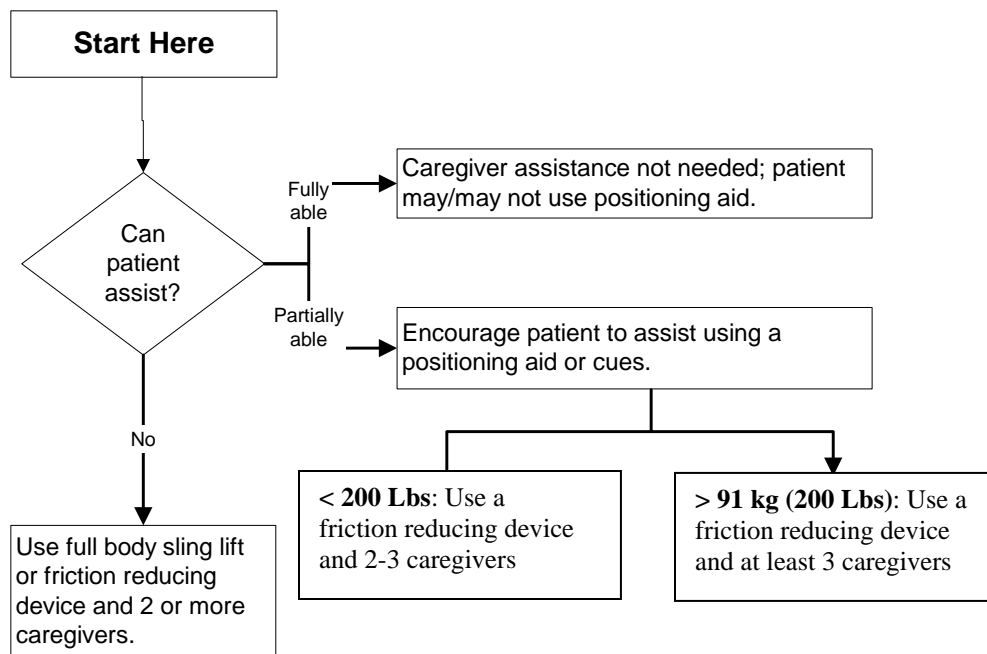 Start Here
Can
patient
assist?
Fully
able
Caregiver assistance not needed; patient
may/may not use positioning aid.
Partially
able
Encourage patient to assist using a
positioning aid or cues.
No
Use full body sling lift
or friction reducing
device and 2 or more
caregivers.
< 200 Lbs: Use a
friction reducing device
and 2-3 caregivers
> 91 kg (200 Lbs): Use a
friction reducing device
and at least 3 caregivers